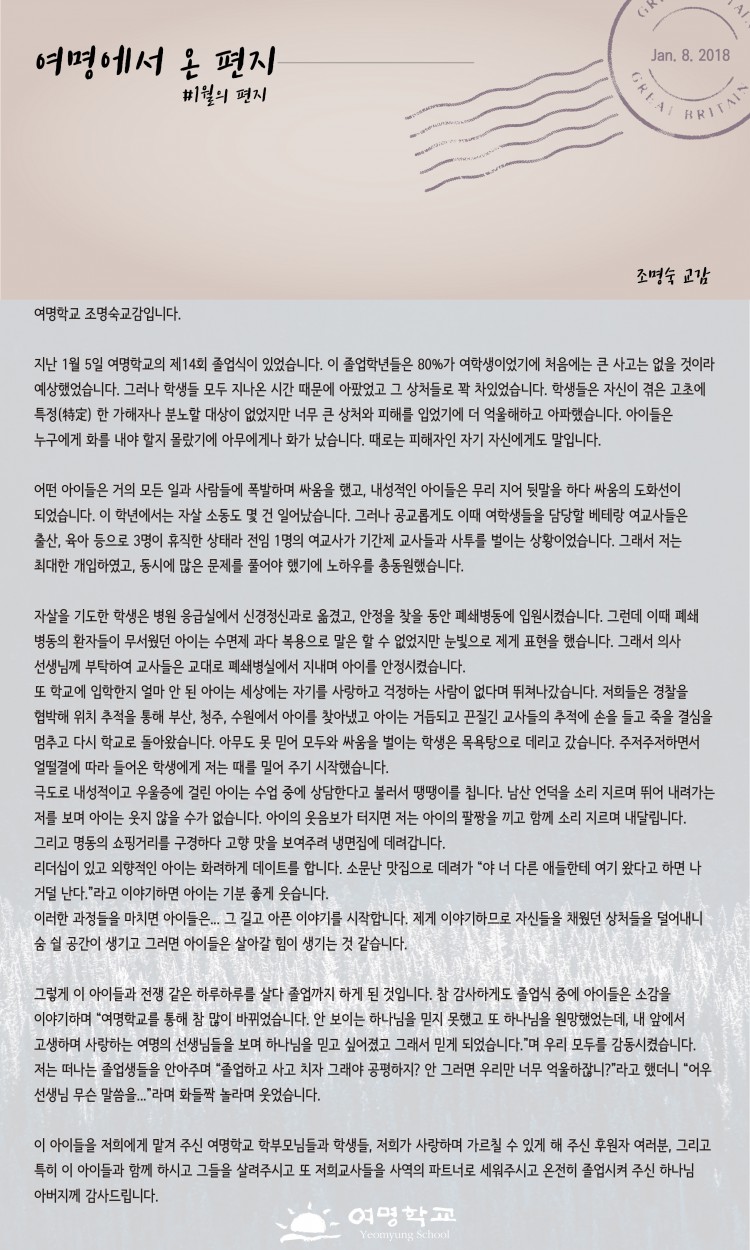 여명에서 온 편지
#1월의 편지
GREAT BRITAIN
Jan. 8. 2018
GREAT BRITAIN
조명숙 교감
여명학교 조명숙교감입니다.
지난 1월 5일 여명학교의 제14회 졸업식이 있었습니다. 이 졸업학년들은 80%가 여학생이었기에 처음에는 큰 사고는 없을 것이라
예상했었습니다. 그러나 학생들 모두 지나온 시간 때문에 아팠었고 그 상처들로 꽉 차있었습니다. 학생들은 자신이 겪은 고초에
특정(特定) 한 가해자나 분노할 대상이 없었지만 너무 큰 상처와 피해를 입었기에 더 억울해하고 아파했습니다. 아이들은
누구에게 화를 내야 할지 몰랐기에 아무에게나 화가 났습니다. 때로는 피해자인 자기 자신에게도 말입니다.
어떤 아이들은 거의 모든 일과 사람들에 폭발하며 싸움을 했고, 내성적인 아이들은 무리 지어 뒷말을 하다 싸움의 도화선이
되었습니다. 이 학년에서는 자살 소동도 몇 건 일어났습니다. 그러나 공교롭게도 이때 여학생들을 담당할 베테랑 여교사들은
출산, 육아 등으로 3명이 휴직한 상태라 전임 1명의 여교사가 기간제 교사들과 사투를 벌이는 상황이었습니다. 그래서 저는
최대한 개입하였고, 동시에 많은 문제를 풀어야 했기에 노하우를 총동원했습니다.
자살을 기도한 학생은 병원 응급실에서 신경정신과로 옮겼고, 안정을 찾을 동안 폐쇄병동에 입원시켰습니다. 그런데 이때 폐쇄
병동의 환자들이 무서웠던 아이는 수면제 과다 복용으로 말은 할 수 없었지만 눈빛으로 제게 표현을 했습니다. 그래서 의사
선생님께 부탁하여 교사들은 교대로 폐쇄병실에서 지내며 아이를 안정시켰습니다.
또 학교에 입학한지 얼마 안 된 아이는 세상에는 자기를 사랑하고 걱정하는 사람이 없다며 뛰쳐나갔습니다. 저희들은 경찰을
협박해 위치 추적을 통해 부산, 청주, 수원에서 아이를 찾아냈고 아이는 거듭되고 끈질긴 교사들의 추적에 손을 들고 죽을 결심을
멈추고 다시 학교로 돌아왔습니다. 아무도 못 믿어 모두와 싸움을 벌이는 학생은 목욕탕으로 데리고 갔습니다. 주저주저하면서
얼떨결에 따라 들어온 학생에게 저는 때를 밀어 주기 시작했습니다.
극도로 내성적이고 우울증에 걸린 아이는 수업 중에 상담한다고 불러서 땡땡이를 칩니다. 남산 언덕을 소리 지르며 뛰어 내려가는
저를 보며 아이는 웃지 않을 수가 없습니다. 아이의 웃음보가 터지면 저는 아이의 팔짱을 끼고 함께 소리 지르며 내달립니다.
그리고 명동의 쇼핑거리를 구경하다 고향 맛을 보여주려 냉면집에 데려갑니다.
리더십이 있고 외향적인 아이는 화려하게 데이트를 합니다. 소문난 맛집으로 데려가 “야 너 다른 애들한테 여기 왔다고 하면 나
거덜 난다.”라고 이야기하면 아이는 기분 좋게 웃습니다.
이러한 과정들을 마치면 아이들은... 그 길고 아픈 이야기를 시작합니다. 제게 이야기하므로 자신들을 채웠던 상처들을 덜어내니
숨 쉴 공간이 생기고 그러면 아이들은 살아갈 힘이 생기는 것 같습니다.
그렇게 이 아이들과 전쟁 같은 하루하루를 살다 졸업까지 하게 된 것입니다. 참 감사하게도 졸업식 중에 아이들은 소감을
이야기하며 “여명학교를 통해 참 많이 바뀌었습니다. 안 보이는 하나님을 믿지 못했고 또 하나님을 원망했었는데, 내 앞에서
고생하며 사랑하는 여명의 선생님들을 보며 하나님을 믿고 싶어졌고 그래서 믿게 되었습니다.”며 우리 모두를 감동시켰습니다.
저는 떠나는 졸업생들을 안아주며 “졸업하고 사고 치자 그래야 공평하지? 안 그러면 우리만 너무 억울하잖니?”라고 했더니 “어우
선생님 무슨 말씀을...”라며 화들짝 놀라며 웃었습니다.
이 아이들을 저희에게 맡겨 주신 여명학교 학부모님들과 학생들, 저희가 사랑하며 가르칠 수 있게 해 주신 후원자 여러분, 그리고
특히 이 아이들과 함께 하시고 그들을 살려주시고 또 저희교사들을 사역의 파트너로 세워주시고 온전히 졸업시켜 주신 하나님
아버지께 감사드립니다.
여명학교
Yeomyung School